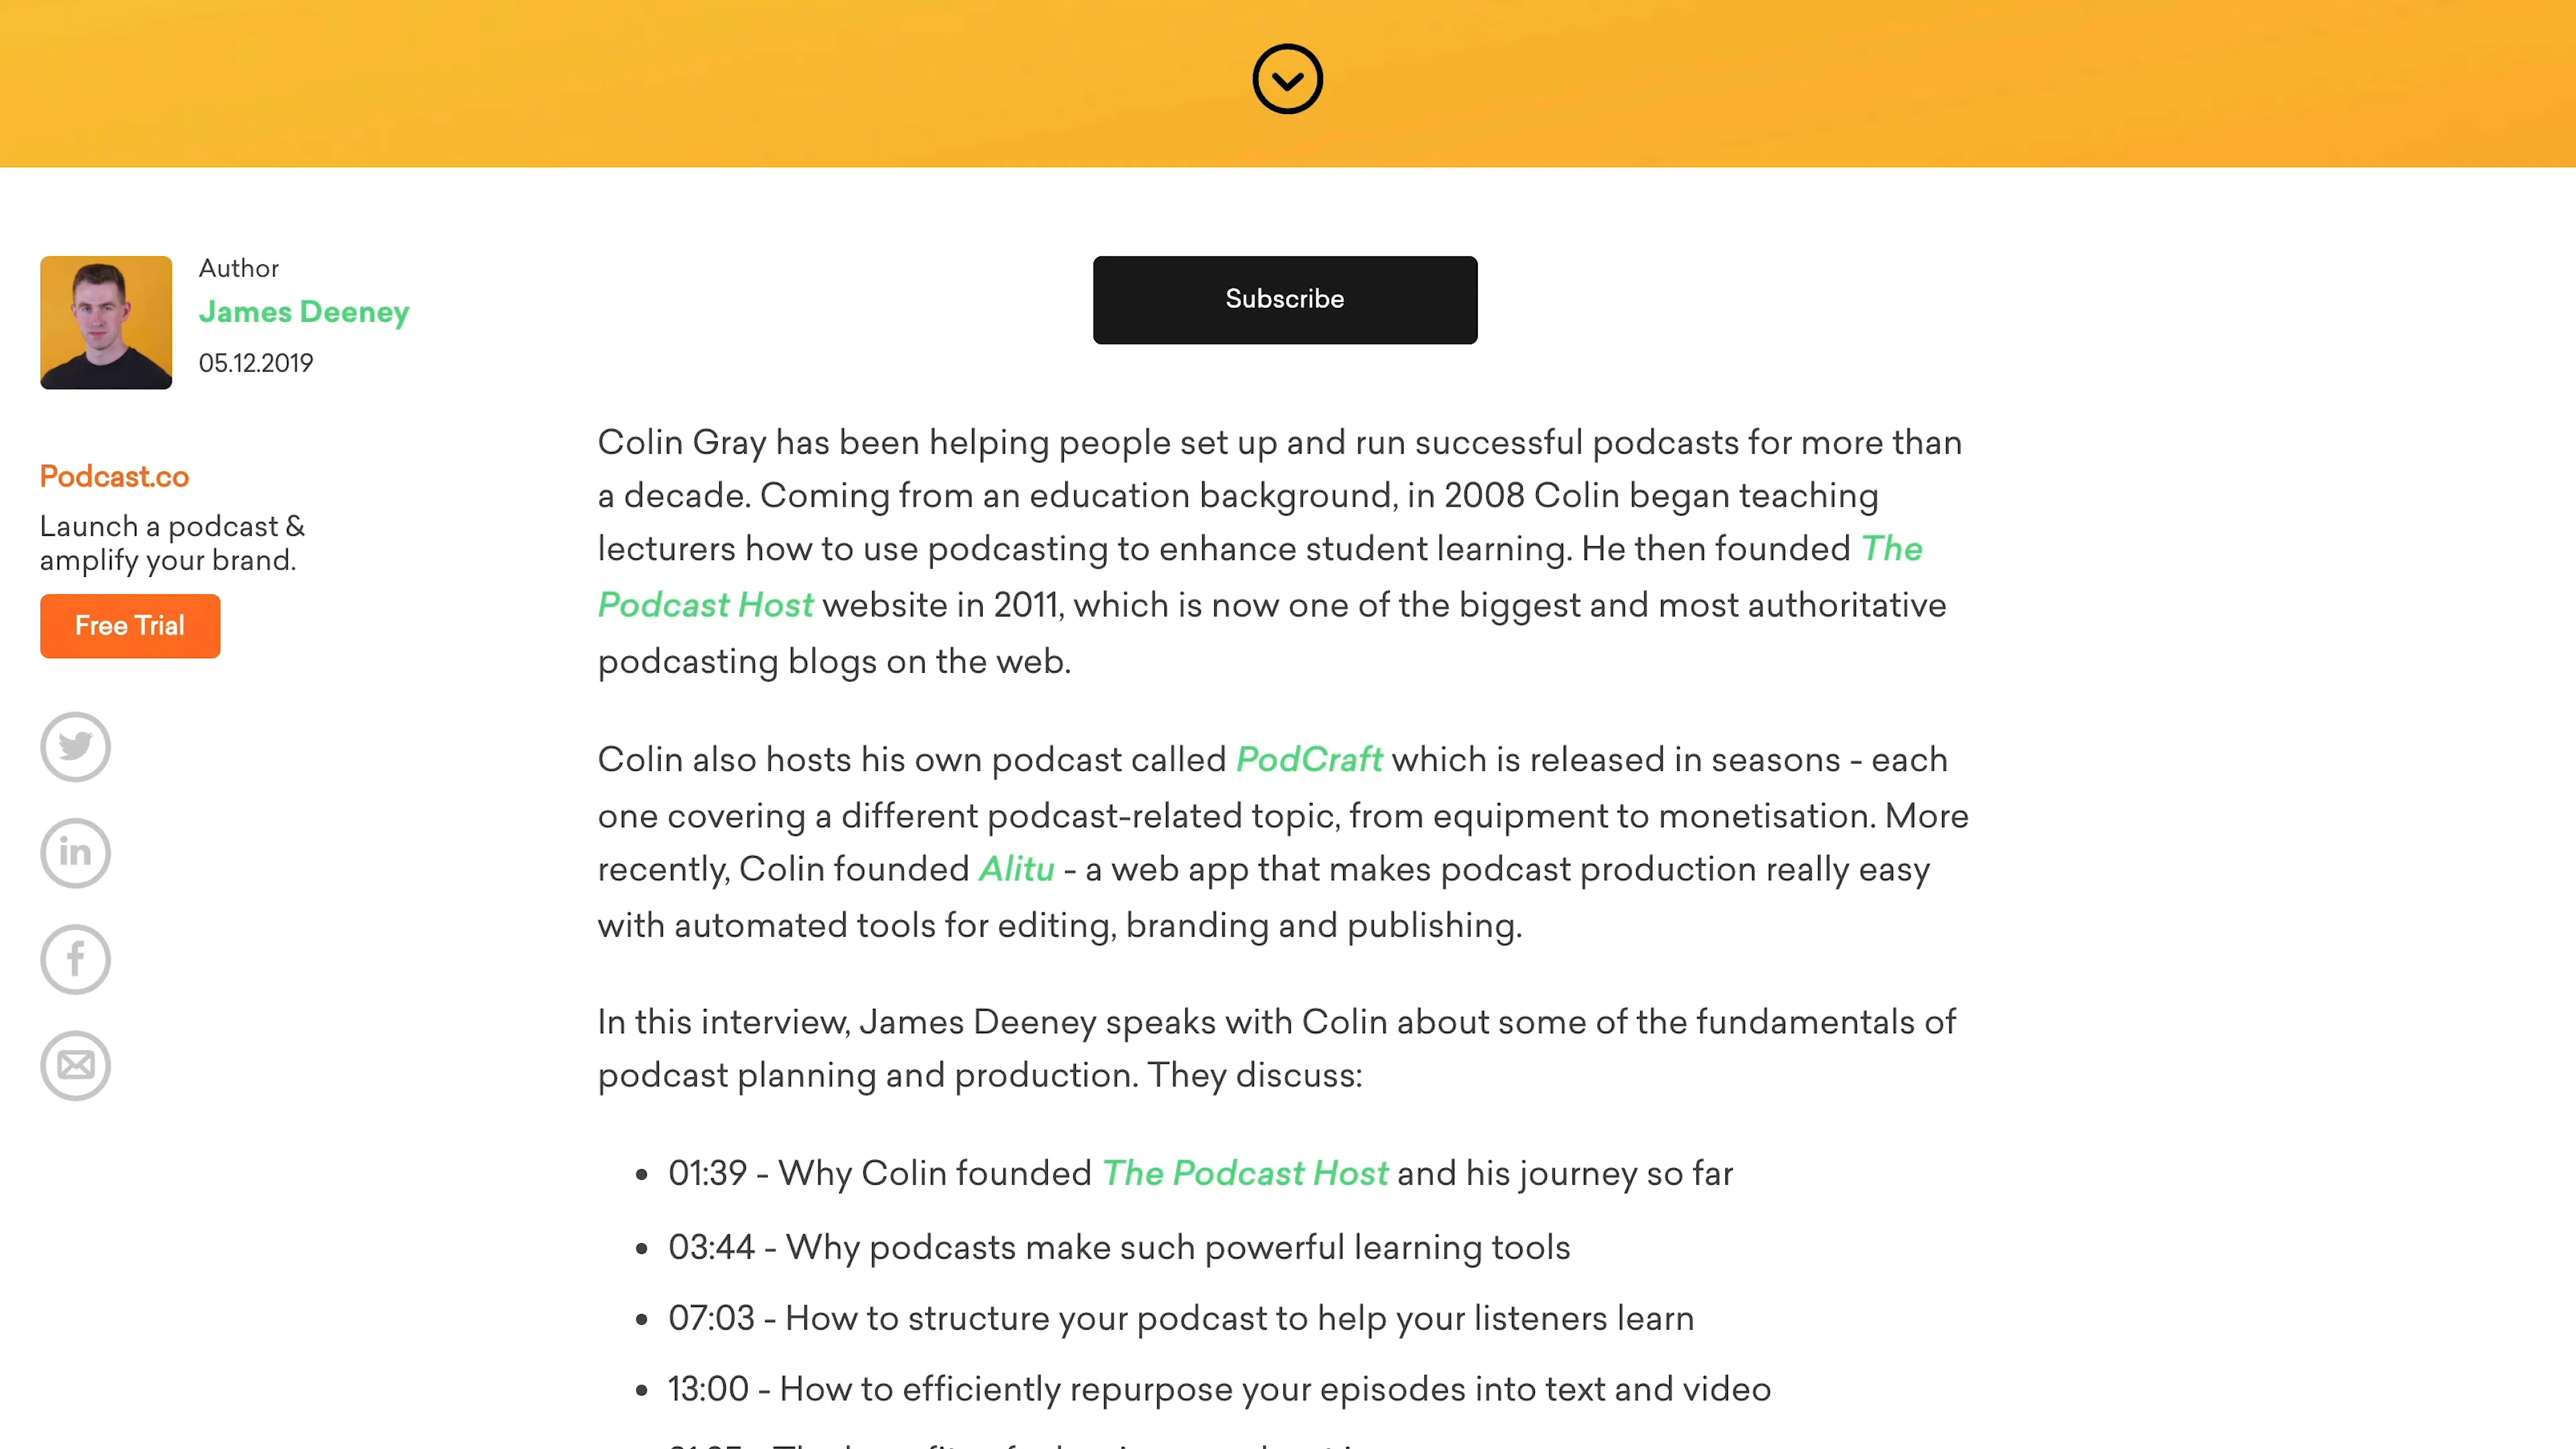 Author
James Deeney
05.12.2019
Podcast.co
Launch a podcast &
amplify your brand.
Free Trial
Subscribe
Colin Gray has been helping people set up and run successful podcasts for more than
a decade. Coming from an education background, in 2008 Colin began teaching
lecturers how to use podcasting to enhance student learning. He then founded The
Podcast Host website in 2011, which is now one of the biggest and most authoritative
podcasting blogs on the web.
Colin also hosts his own podcast called PodCraft which is released in seasons - each
one covering a different podcast-related topic, from equipment to monetisation. More
recently, Colin founded Alitu - a web app that makes podcast production really easy
with automated tools for editing, branding and publishing.
In this interview, James Deeney speaks with Colin about some of the fundamentals of
podcast planning and production. They discuss:
• 01:39 - Why Colin founded The Podcast Host and his journey so far
• 03:44 - Why podcasts make such powerful learning tools
• 07:03 - How to structure your podcast to help your listeners learn
• 13:00 - How to efficiently repurpose your episodes into text and video